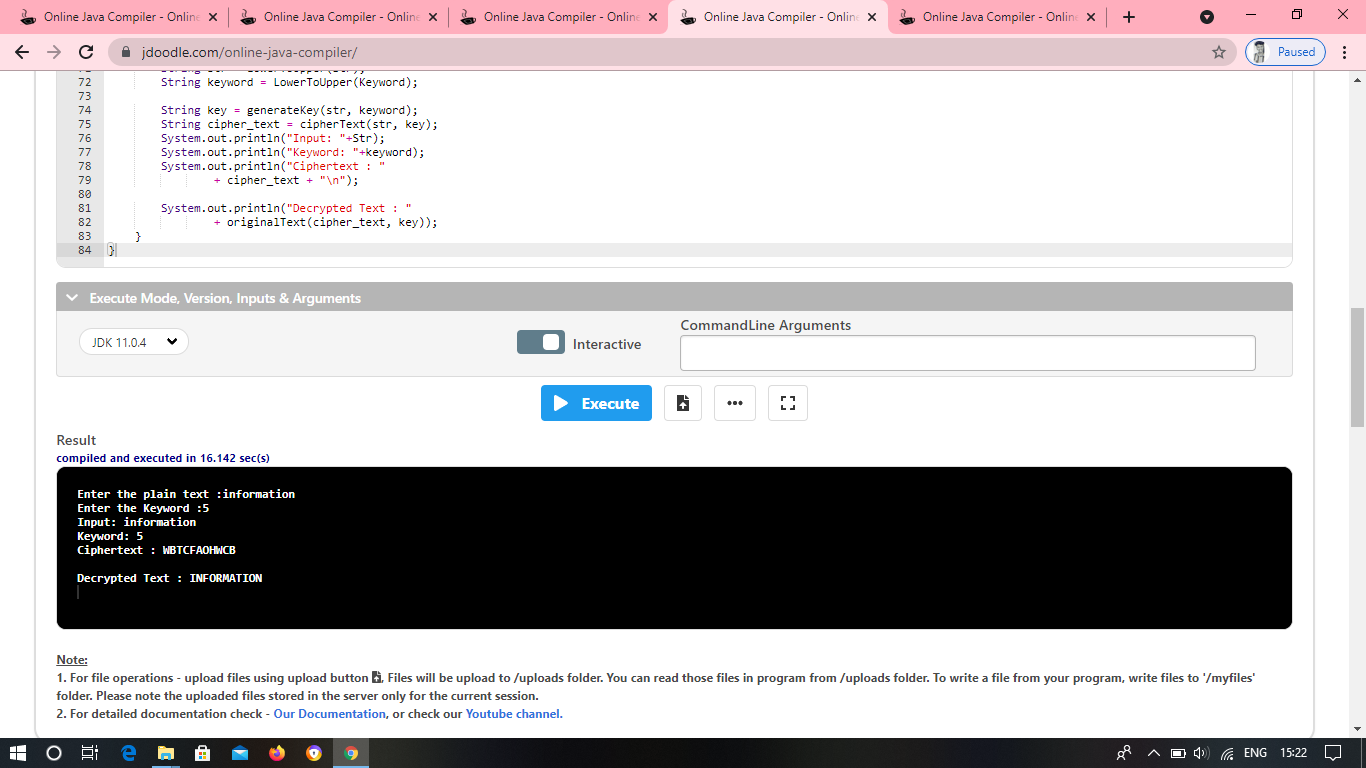 Online Java Compiler - Online
Online Java Compiler - Online
Online Java Compiler - Online
Online Java Compiler - Online
Online Java Compiler - Online
jdoodle.com/online-java-compiler/
Paused
72 String keyword = LowerToUpper(Keyword);
73
74 String key = generateKey(str, keyword);
75 String cipher_text = cipherText(str, key);
76 System.out.println("Input: "+Str);
77 System.out.println("Keyword: "+keyword);
78 System.out.println("Ciphertext : "
79 + cipher_text + "\n");
80
81 System.out.println("Decrypted Text : "
82 + originalText(cipher_text, key));
83 }
84 }
Execute Mode, Version, Inputs & Arguments
CommandLine Arguments
JDK 11.0.4
Interactive
Execute
Result
compiled and executed in 16.142 sec(s)
Enter the plain text :information
Enter the Keyword :5
Input: information
Keyword: 5
Ciphertext : WBTCFAOHWCB
Decrypted Text : INFORMATION
Note:
1. For file operations - upload files using upload button , Files will be upload to /uploads folder. You can read those files in program from /uploads folder. To write a file from your program, write files to '/myfiles'
folder. Please note the uploaded files stored in the server only for the current session.
2. For detailed documentation check - Our Documentation, or check our Youtube channel.
ENG 15:22